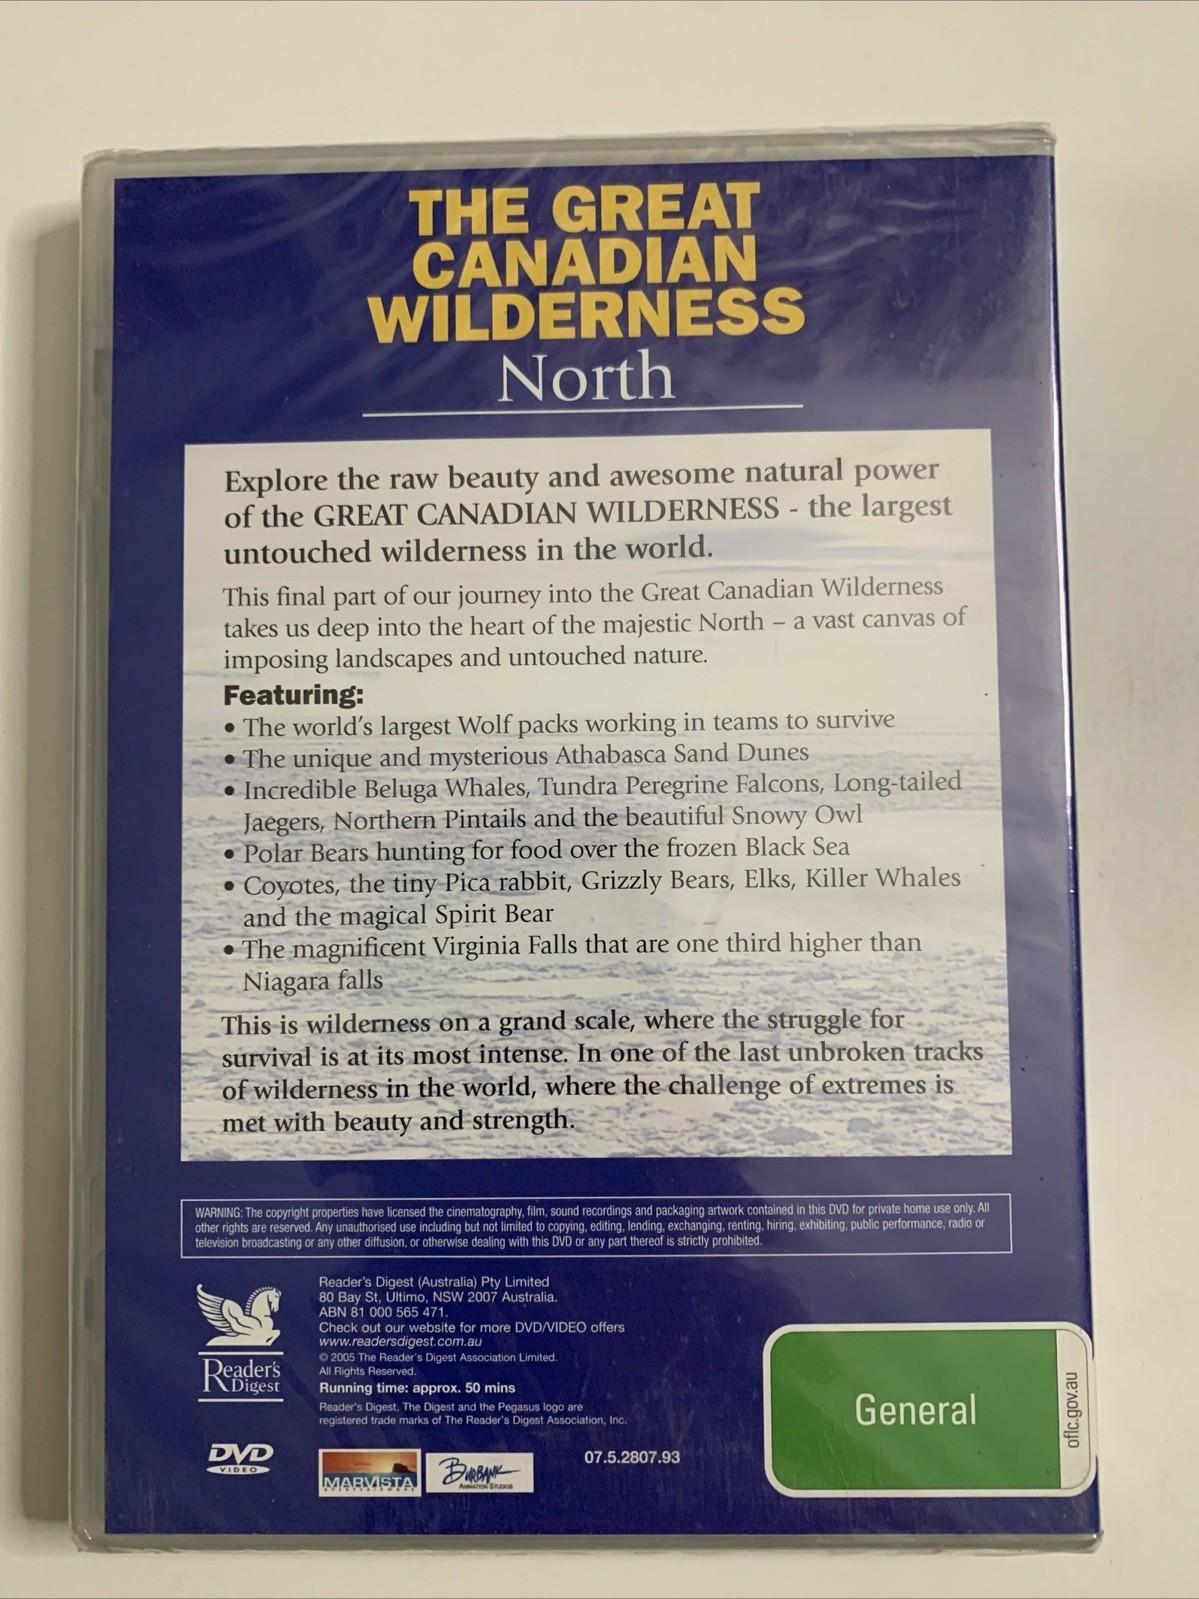 THE GREAT
CANADIAN
WILDERNESS
North
Explore the raw beauty and awesome natural power
of the GREAT CANADIAN WILDERNESS - the largest
untouched wilderness in the world.
This final part of our journey into the Great Canadian Wilderness
takes us deep into the heart of the majestic North – a vast canvas of
imposing landscapes and untouched nature.
Featuring:
• The world's largest Wolf packs working in teams to survive
• The unique and mysterious Athabasca Sand Dunes
• Incredible Beluga Whales, Tundra Peregrine Falcons, Long-tailed
Jaegers, Northern Pintails and the beautiful Snowy Owl
• Polar Bears hunting for food over the frozen Black Sea
• Coyotes, the tiny Pica rabbit, Grizzly Bears, Elks, Killer Whales
and the magical Spirit Bear
• The magnificent Virginia Falls that are one third higher than
Niagara falls
This is wilderness on a grand scale, where the struggle for
survival is at its most intense. In one of the last unbroken tracks
of wilderness in the world, where the challenge of extremes is
met with beauty and strength.
WARNING: The copyright properties have licensed the cinematography, film, sound recordings and packaging artwork contained in this DVD for private home use only. All
other rights are reserved. Any unauthorised use including but not limited to copying, editing, lending, exchanging, renting, hiring, exhibiting, public performance, radio or
television broadcasting or any other diffusion, or otherwise dealing with this DVD or any part thereof is strictly prohibited.
Reader's Digest (Australia) Pty Limited
80 Bay St, Ultimo, NSW 2007 Australia.
ABN 81 000 565 471.
Check out our website for more DVD/VIDEO offers
www.readersdigest.com.au
© 2005 The Reader's Digest Association Limited.
All Rights Reserved.
Running time: approx. 50 mins
Reader's Digest, The Digest and the Pegasus logo are
registered trade marks of The Reader's Digest Association, Inc.
Reader's
Digest
DVD
VIDEO
MARVISTA
ENTERTAINMENT
BURBANK
ANIMATION STUDIOS
07.5.2807.93
General
oflc.gov.au